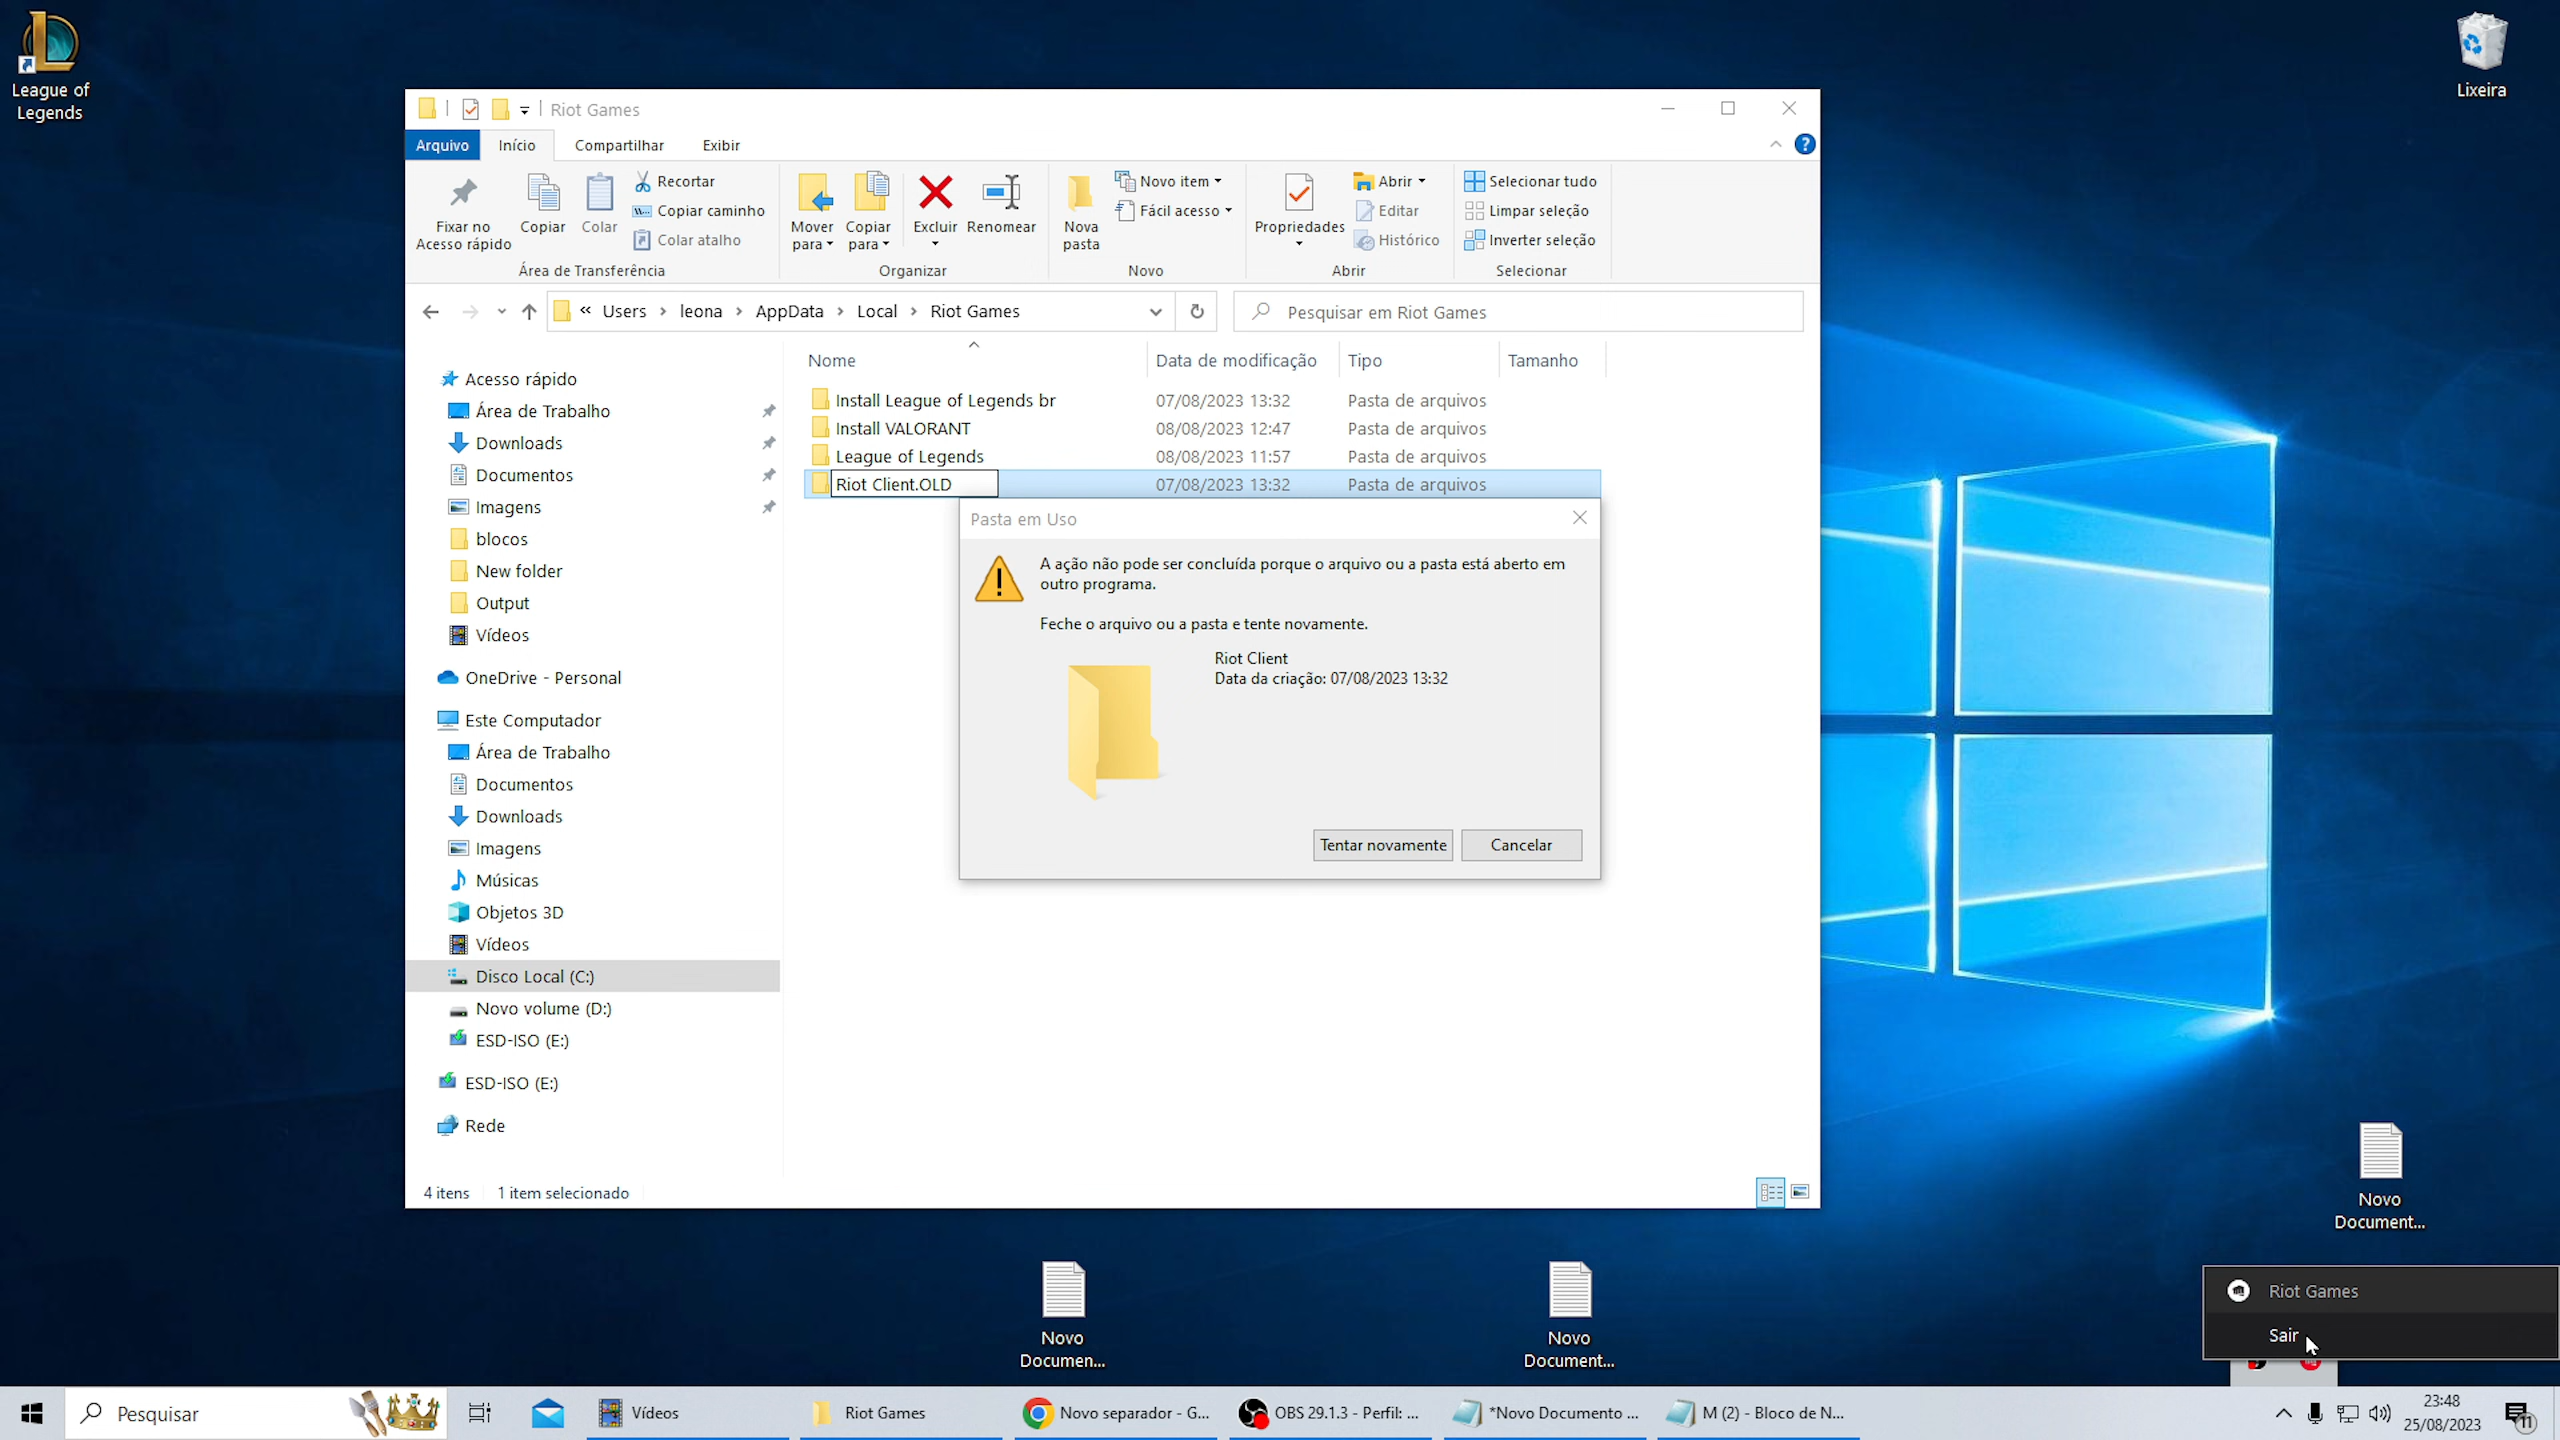 League of
Legends
Lixeira
Riot Games
Arquivo
Início
Compartilhar
Exibir
Fixar no
Acesso rápido
Copiar
Colar
Recortar
Copiar caminho
Colar atalho
Área de Transferência
Mover
para
Copiar
para
Excluir
Renomear
Organizar
Nova
pasta
Novo item
Fácil acesso
Novo
Propriedades
Abrir
Editar
Histórico
Abrir
Selecionar tudo
Limpar seleção
Inverter seleção
Selecionar
« Users > leona > AppData > Local > Riot Games
Pesquisar em Riot Games
Nome Data de modificação Tipo Tamanho
Install League of Legends br 07/08/2023 13:32 Pasta de arquivos
Install VALORANT 08/08/2023 12:47 Pasta de arquivos
League of Legends 08/08/2023 11:57 Pasta de arquivos
Riot Client.OLD 07/08/2023 13:32 Pasta de arquivos
Acesso rápido
Área de Trabalho
Downloads
Documentos
Imagens
blocos
New folder
Output
Vídeos
OneDrive - Personal
Este Computador
Área de Trabalho
Documentos
Downloads
Imagens
Músicas
Objetos 3D
Vídeos
Disco Local (C:)
Novo volume (D:)
ESD-ISO (E:)
ESD-ISO (E:)
Rede
4 itens 1 item selecionado
Pasta em Uso
A ação não pode ser concluída porque o arquivo ou a pasta está aberto em
outro programa.
Feche o arquivo ou a pasta e tente novamente.
Riot Client
Data da criação: 07/08/2023 13:32
Tentar novamente
Cancelar
Novo
Document...
Novo
Documen...
Novo
Document...
Riot Games
Sair
Pesquisar
Vídeos
Riot Games
Novo separador - G...
OBS 29.1.3 - Perfil: ...
*Novo Documento ...
M (2) - Bloco de N...
23:48
25/08/2023
11